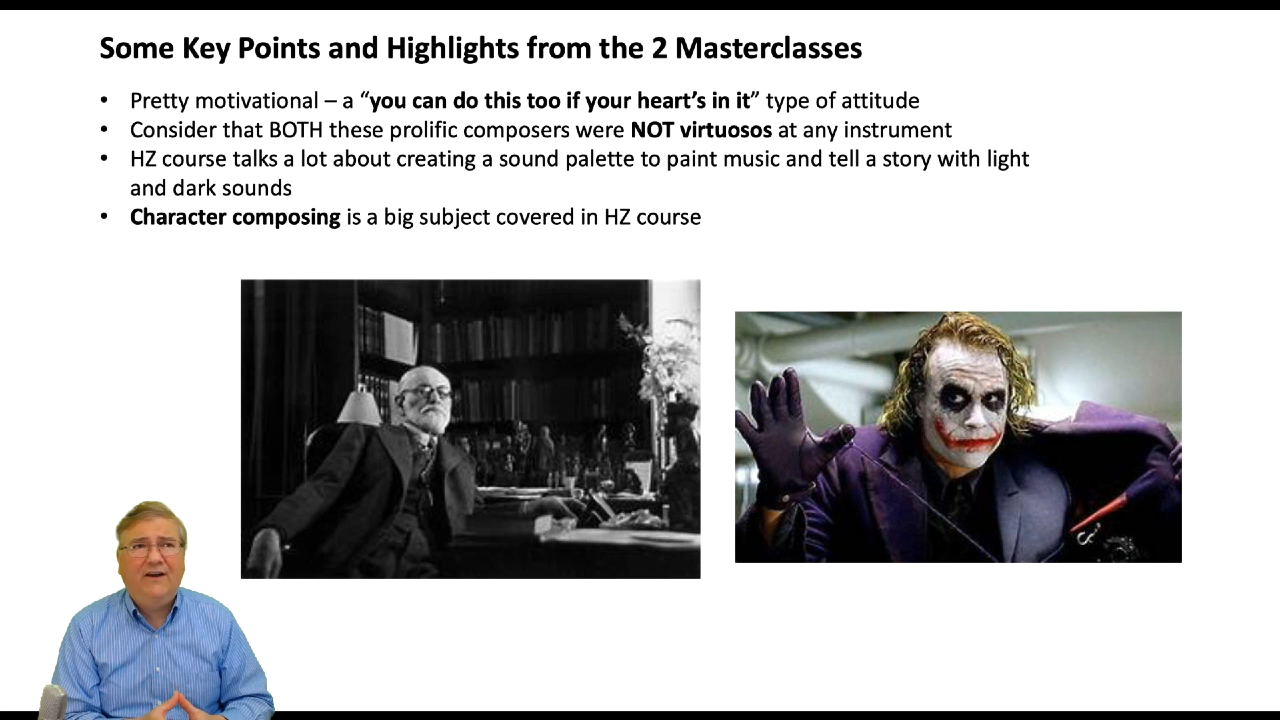 Some Key Points and Highlights from the 2 Masterclasses
• Pretty motivational – a “you can do this too if your heart’s in it” type of attitude
• Consider that BOTH these prolific composers were NOT virtuosos at any instrument
• HZ course talks a lot about creating a sound palette to paint music and tell a story with light
and dark sounds
• Character composing is a big subject covered in HZ course